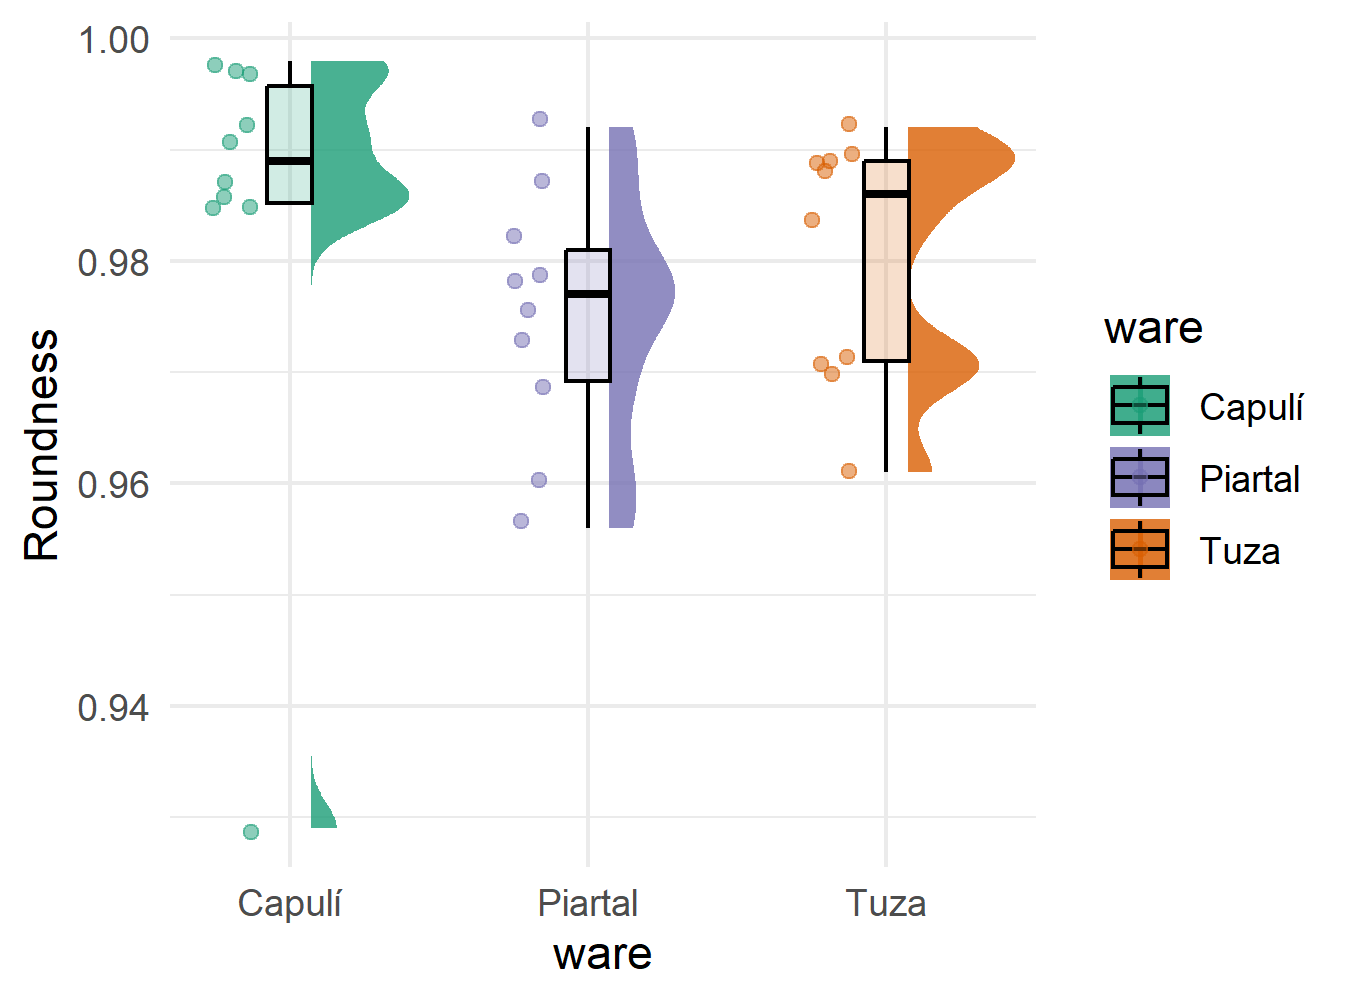 1.00
0.98
0.96
0.94
Roundness
Capulí
Piartal
Tuza
ware
ware
Capulí
Piartal
Tuza